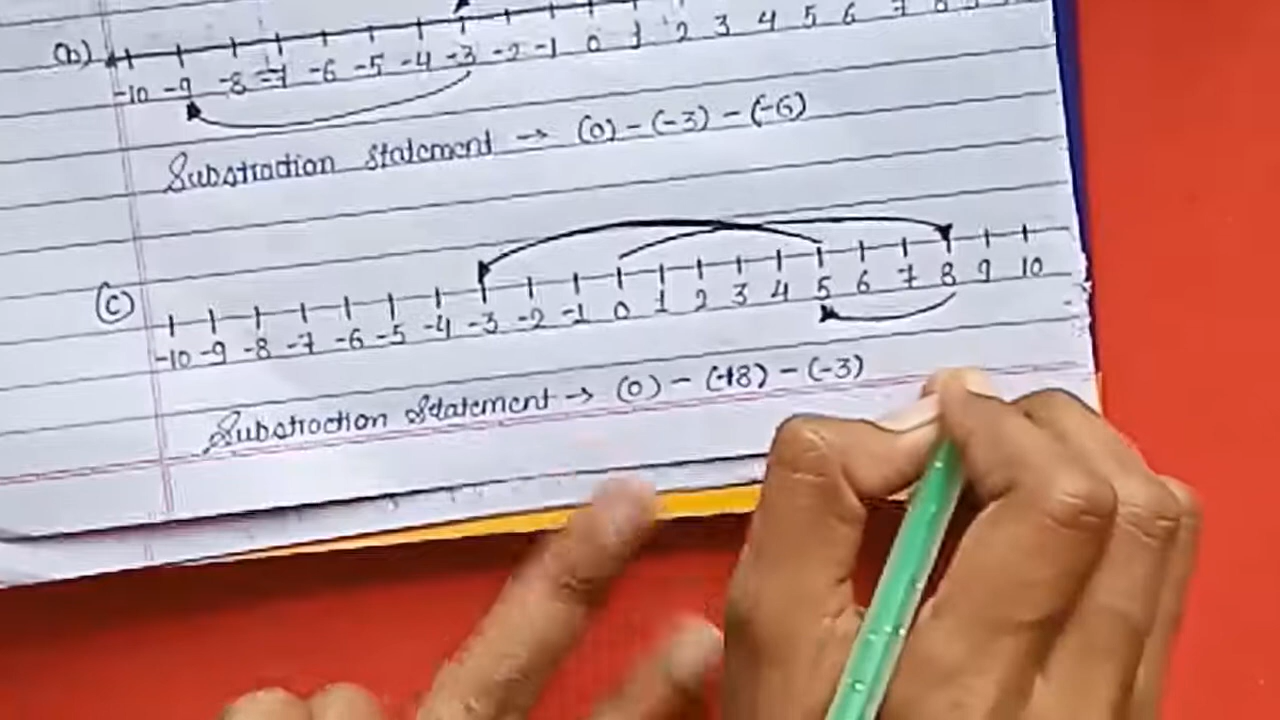 (b)
-10 -9 -8 -7 -6 -5 -4 -3 -2 -1 0 1 2 3 4 5 6 7 8
Substraction statement → (0) - (-3) - (-6)
(c)
-10 -9 -8 -7 -6 -5 -4 -3 -2 -1 0 1 2 3 4 5 6 7 8 9 10
Substraction Statement → (0) - (+8) - (-3)